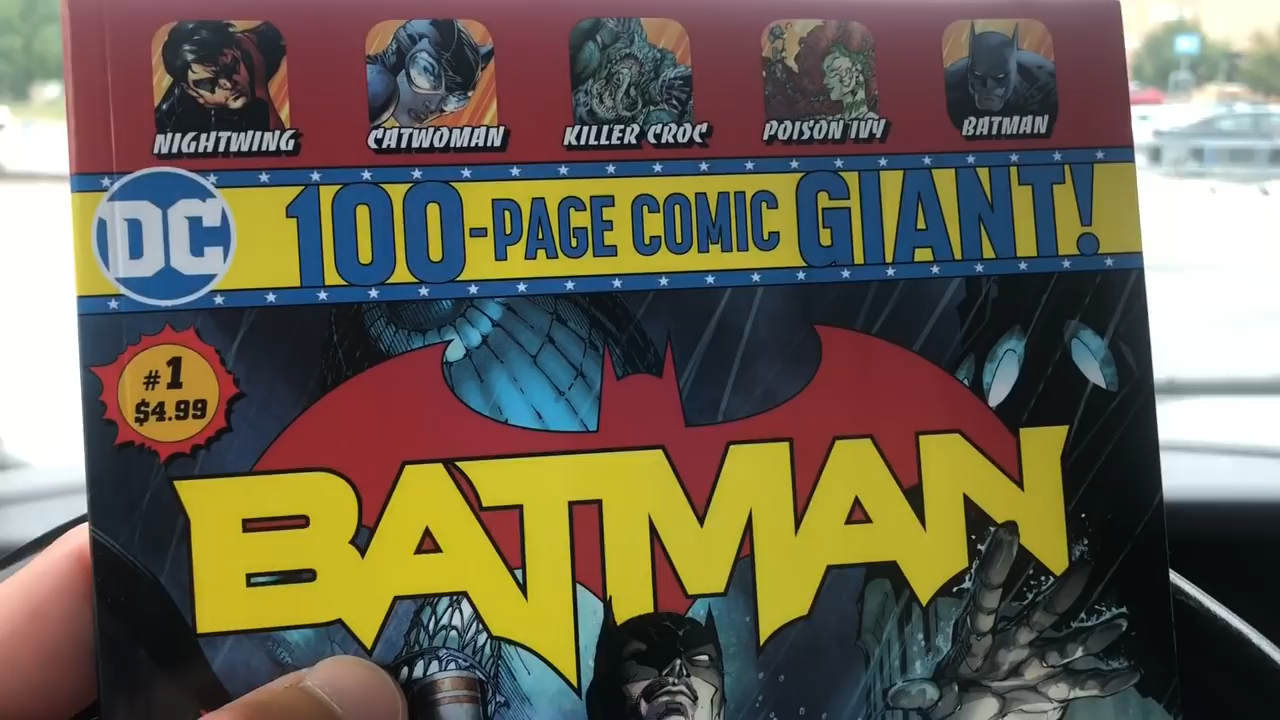 NIGHTWING CATWOMAN KILLER CROC POISON IVY BATMAN
DC 100-PAGE COMIC GIANT!
#1
$4.99
BATMAN